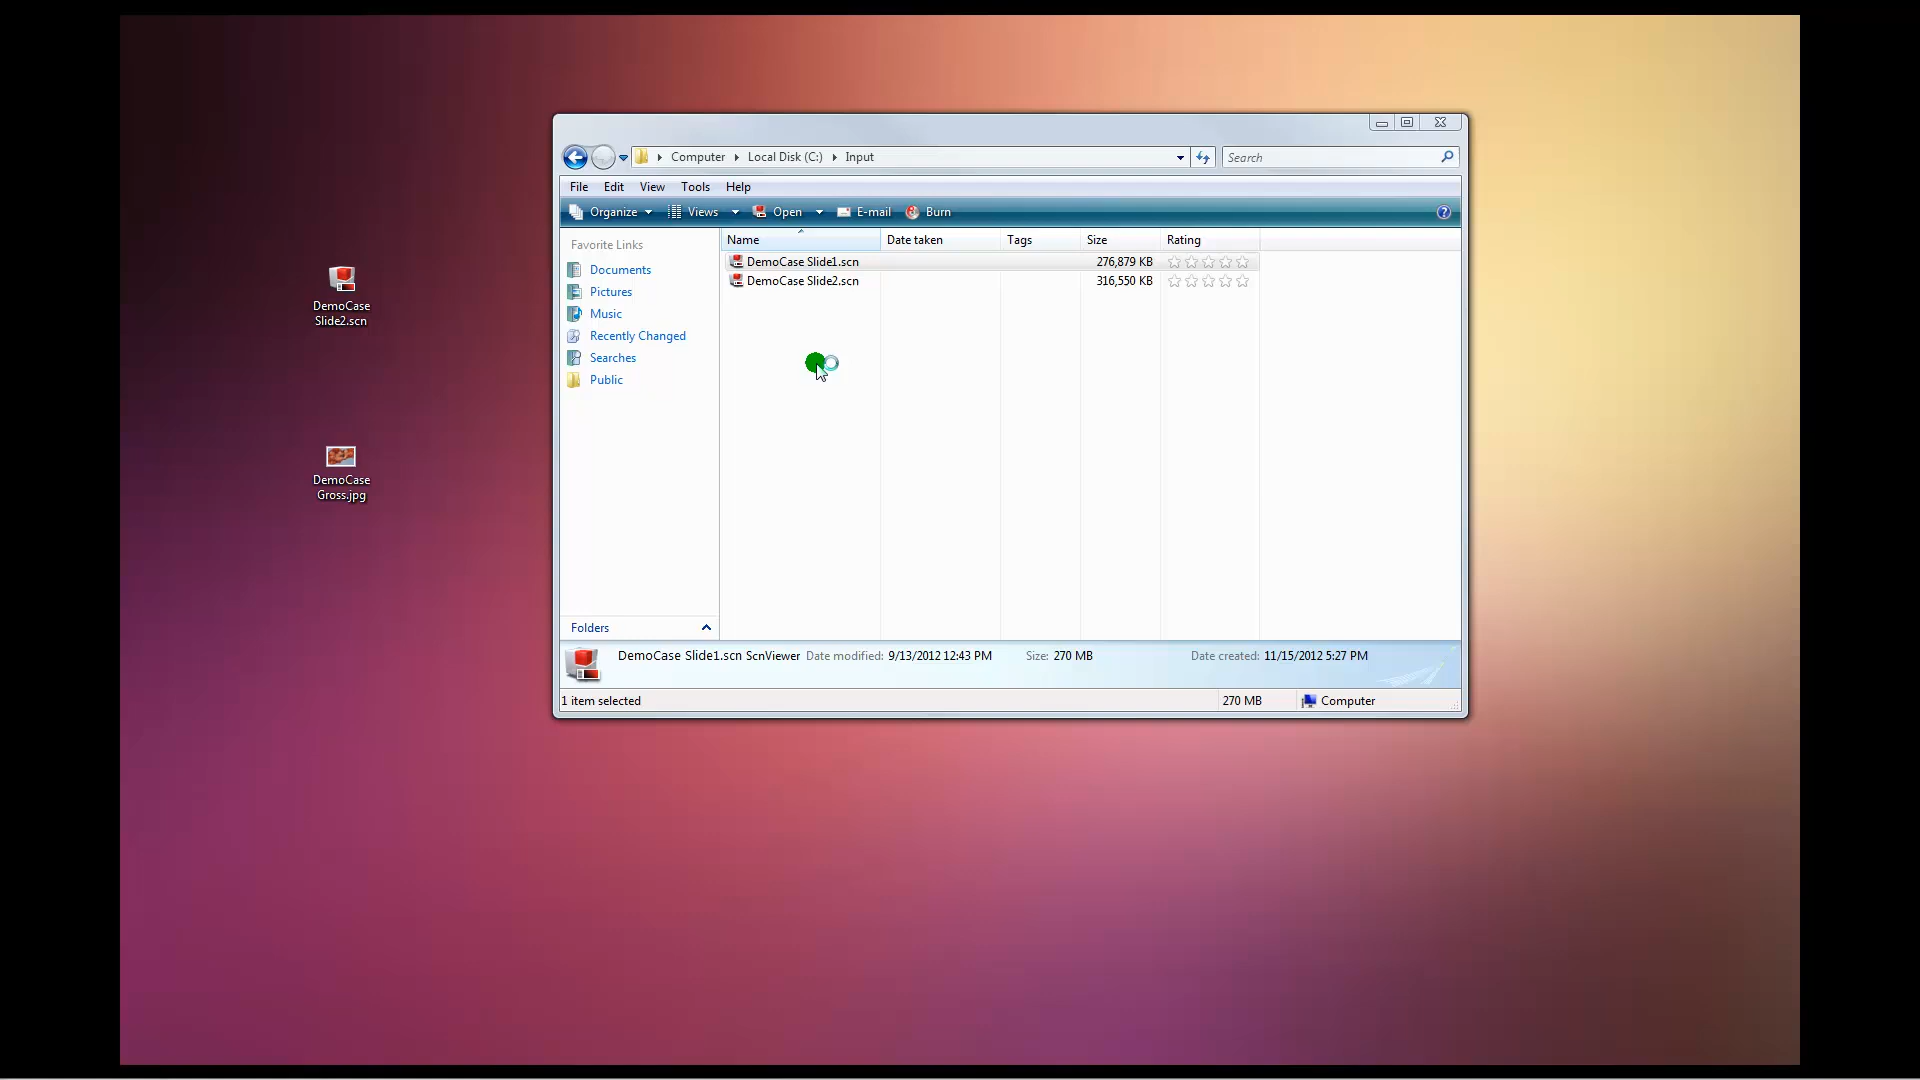 Computer Local Disk (C:) Input
Search
File Edit View Tools Help
Organize Views Open E-mail Burn
Favorite Links
Documents
Pictures
Music
Recently Changed
Searches
Public
Folders
Name Date taken Tags Size Rating
DemoCase Slide1.scn 276,879 KB
DemoCase Slide2.scn 316,550 KB
DemoCase
Slide2.scn
DemoCase
Gross.jpg
DemoCase Slide1.scn ScnViewer Date modified: 9/13/2012 12:43 PM Size: 270 MB Date created: 11/15/2012 5:27 PM
1 item selected 270 MB Computer